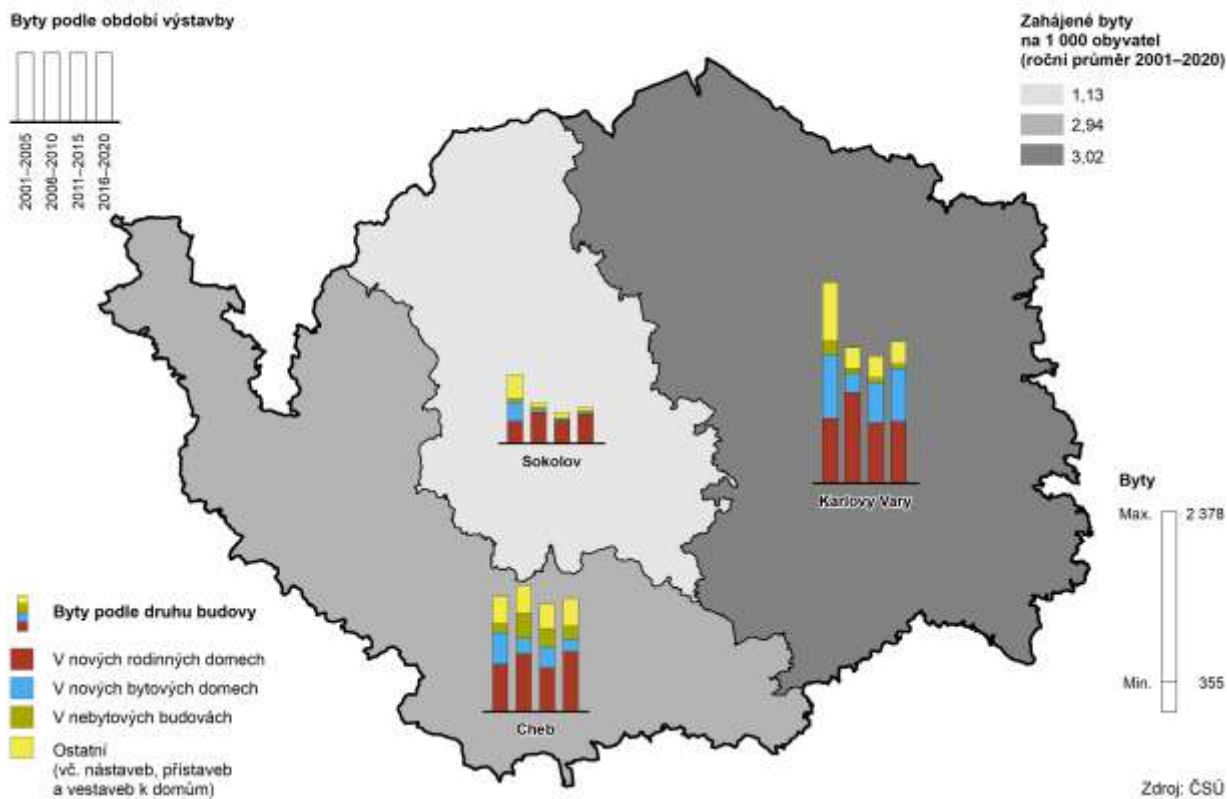 Byty podle období výstavby
2001–2005
2006–2010
2011–2015
2016–2020
Zahájené byty
na 1 000 obyvatel
(roční průměr 2001–2020)
1,13
2,94
3,02
Sokolov
Karlovy Vary
Cheb
Byty
Max.
2 378
Min.
355
Byty podle druhu budovy
V nových rodinných domech
V nových bytových domech
V nebytových budovách
Ostatní
(vč. nástaveb, přístaveb
a vestaveb k domům)
Zdroj: ČSÚ